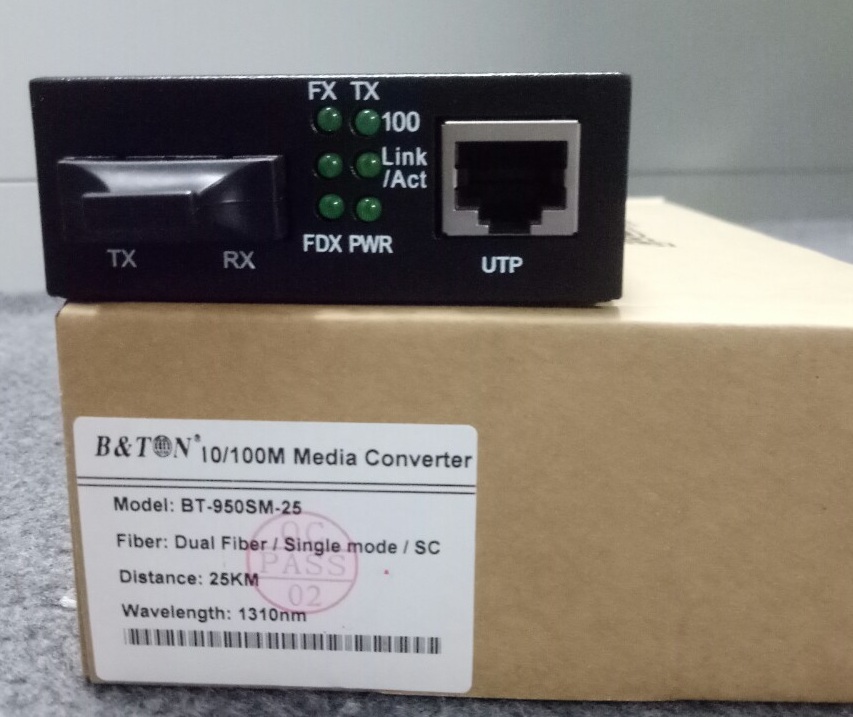 FX TX
100
Link
/Act
FDX PWR
TX RX
UTP
B&TON® 10/100M Media Converter
Model: BT-950SM-25
Fiber: Dual Fiber / Single mode / SC
Distance: 25KM
Wavelength: 1310nm
QC
PASS
02